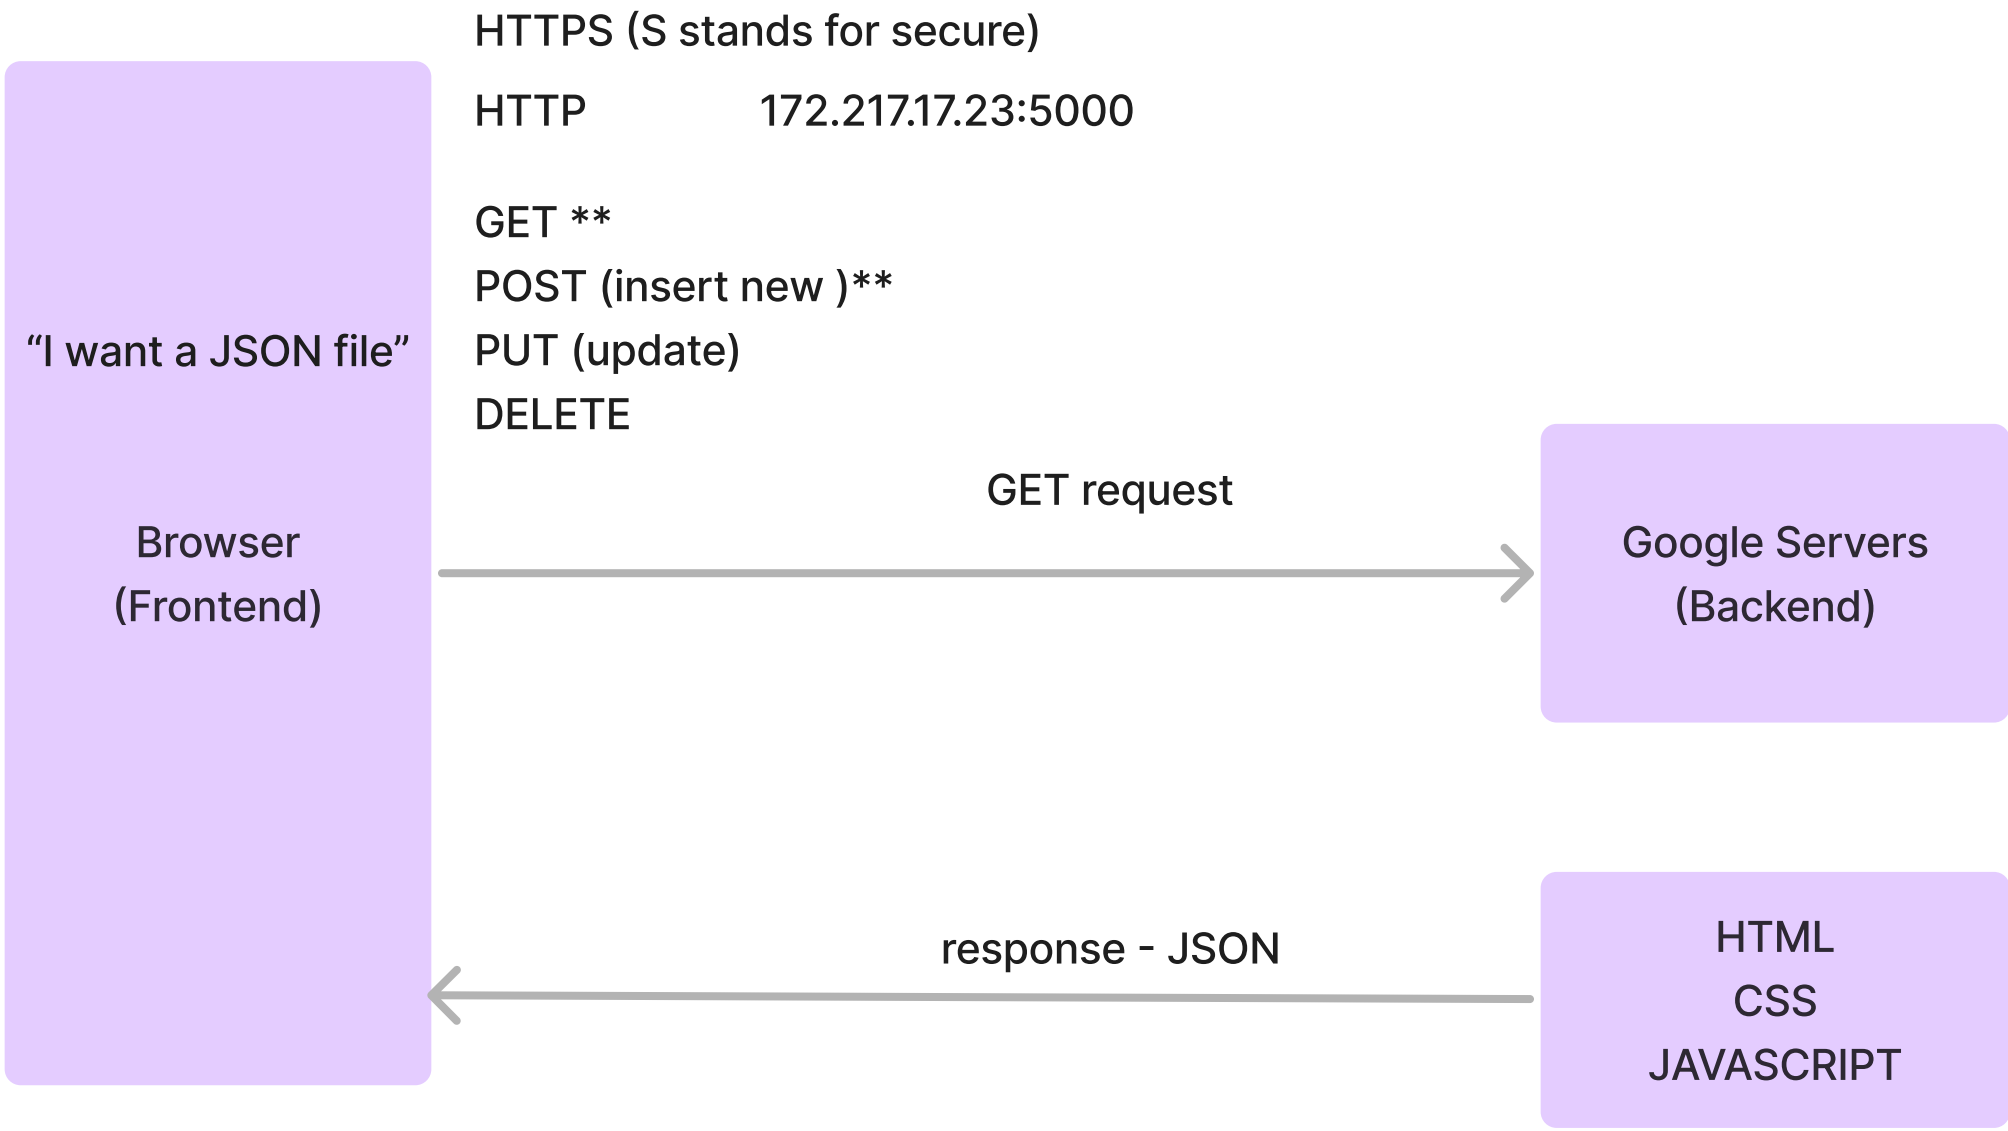 HTTPS (S stands for secure)
HTTP 172.217.17.23:5000
GET **
POST (insert new )**
PUT (update)
DELETE
“I want a JSON file”
Browser
(Frontend)
GET request
Google Servers
(Backend)
response - JSON
HTML
CSS
JAVASCRIPT